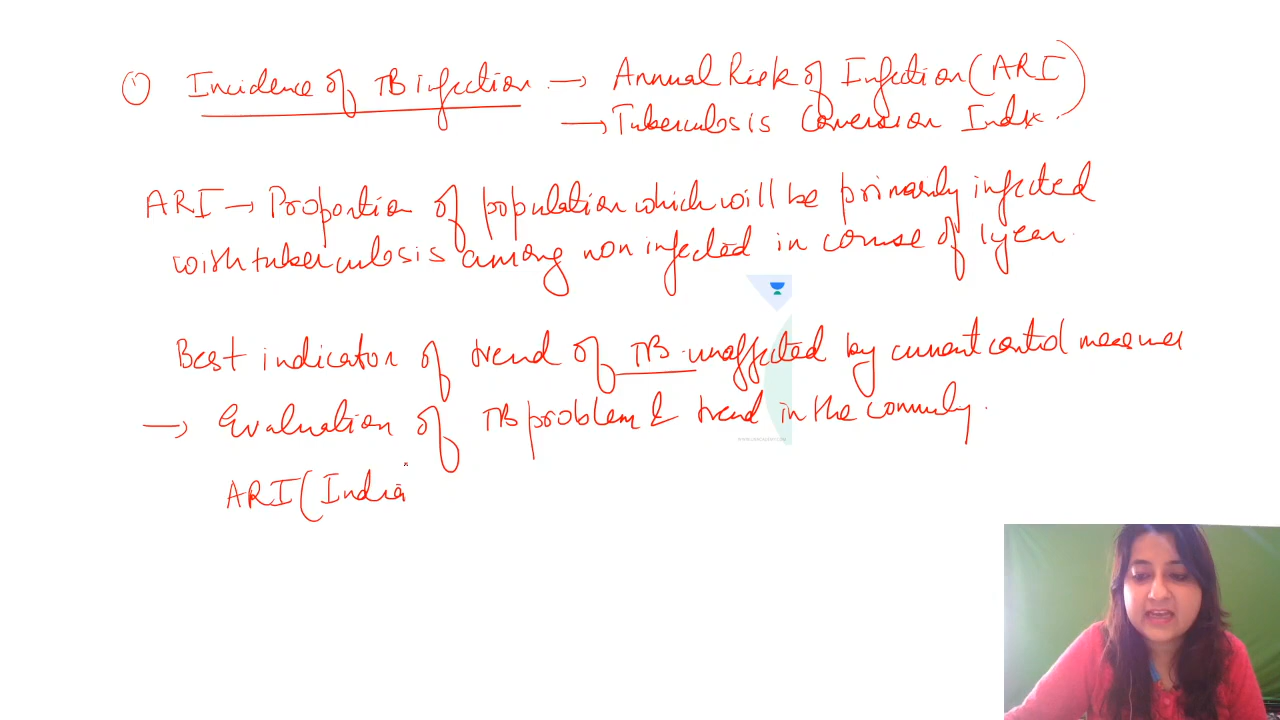 ① Incidence of TB infection → Annual Risk of Infection (ARI)
→ Tuberculosis Conversion Index.
ARI → Proportion of population which will be primarily infected
with tuberculosis among non infected in course of 1 year.
Best indicator of trend of TB unaffected by current control measures
→ Evaluation of TB problem & trend in the
ARI (India